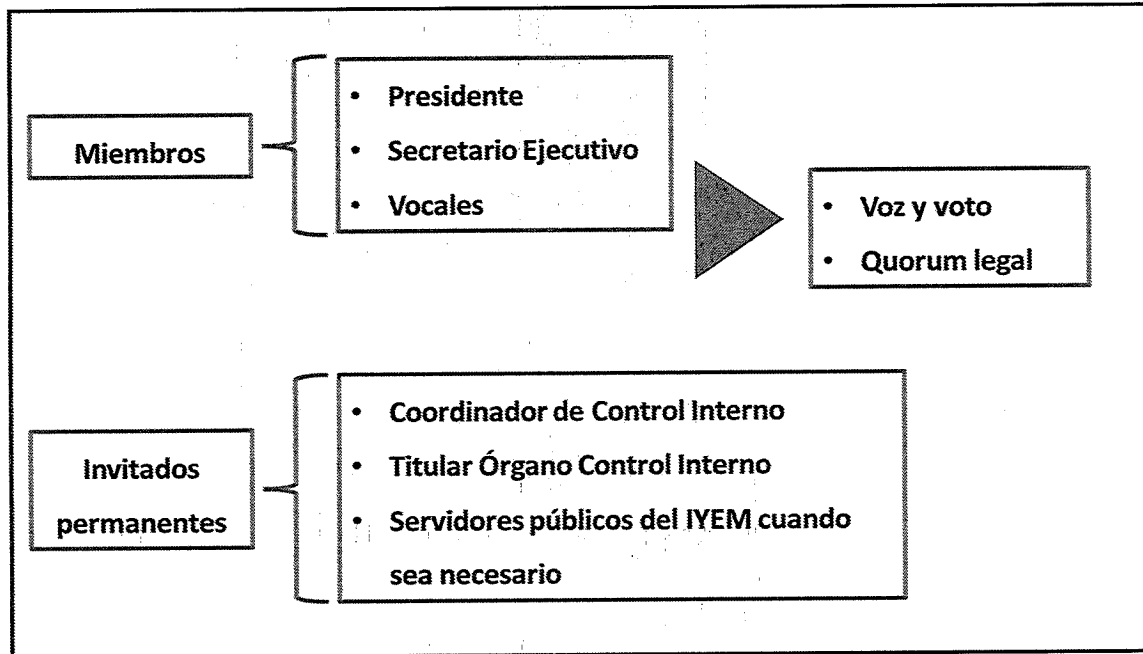 Miembros
• Presidente
• Secretario Ejecutivo
• Vocales
• Voz y voto
• Quorum legal
Invitados
permanentes
• Coordinador de Control Interno
• Titular Órgano Control Interno
• Servidores públicos del IYEM cuando
sea necesario